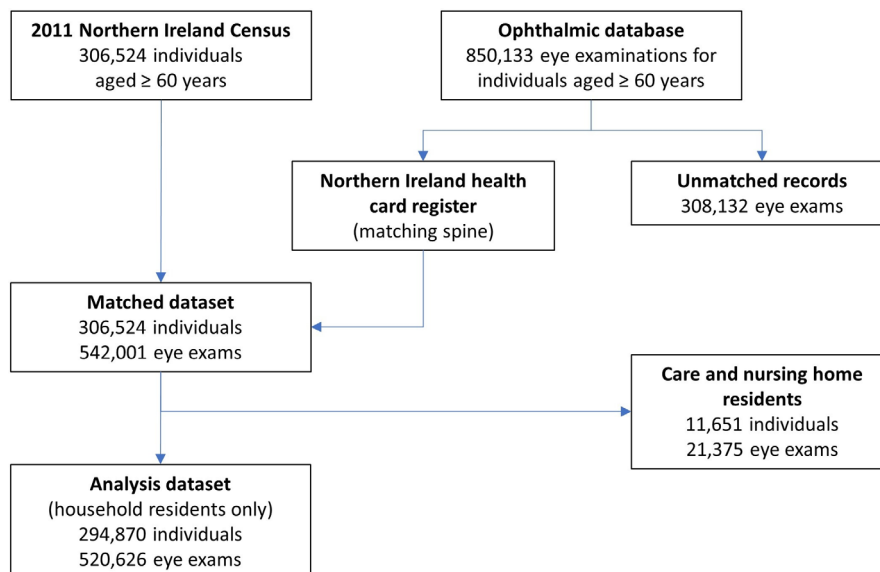 2011 Northern Ireland Census
306,524 individuals
aged ≥ 60 years
Ophthalmic database
850,133 eye examinations for
individuals aged ≥ 60 years
Northern Ireland health
card register
(matching spine)
Unmatched records
308,132 eye exams
Matched dataset
306,524 individuals
542,001 eye exams
Care and nursing home
residents
11,651 individuals
21,375 eye exams
Analysis dataset
(household residents only)
294,870 individuals
520,626 eye exams